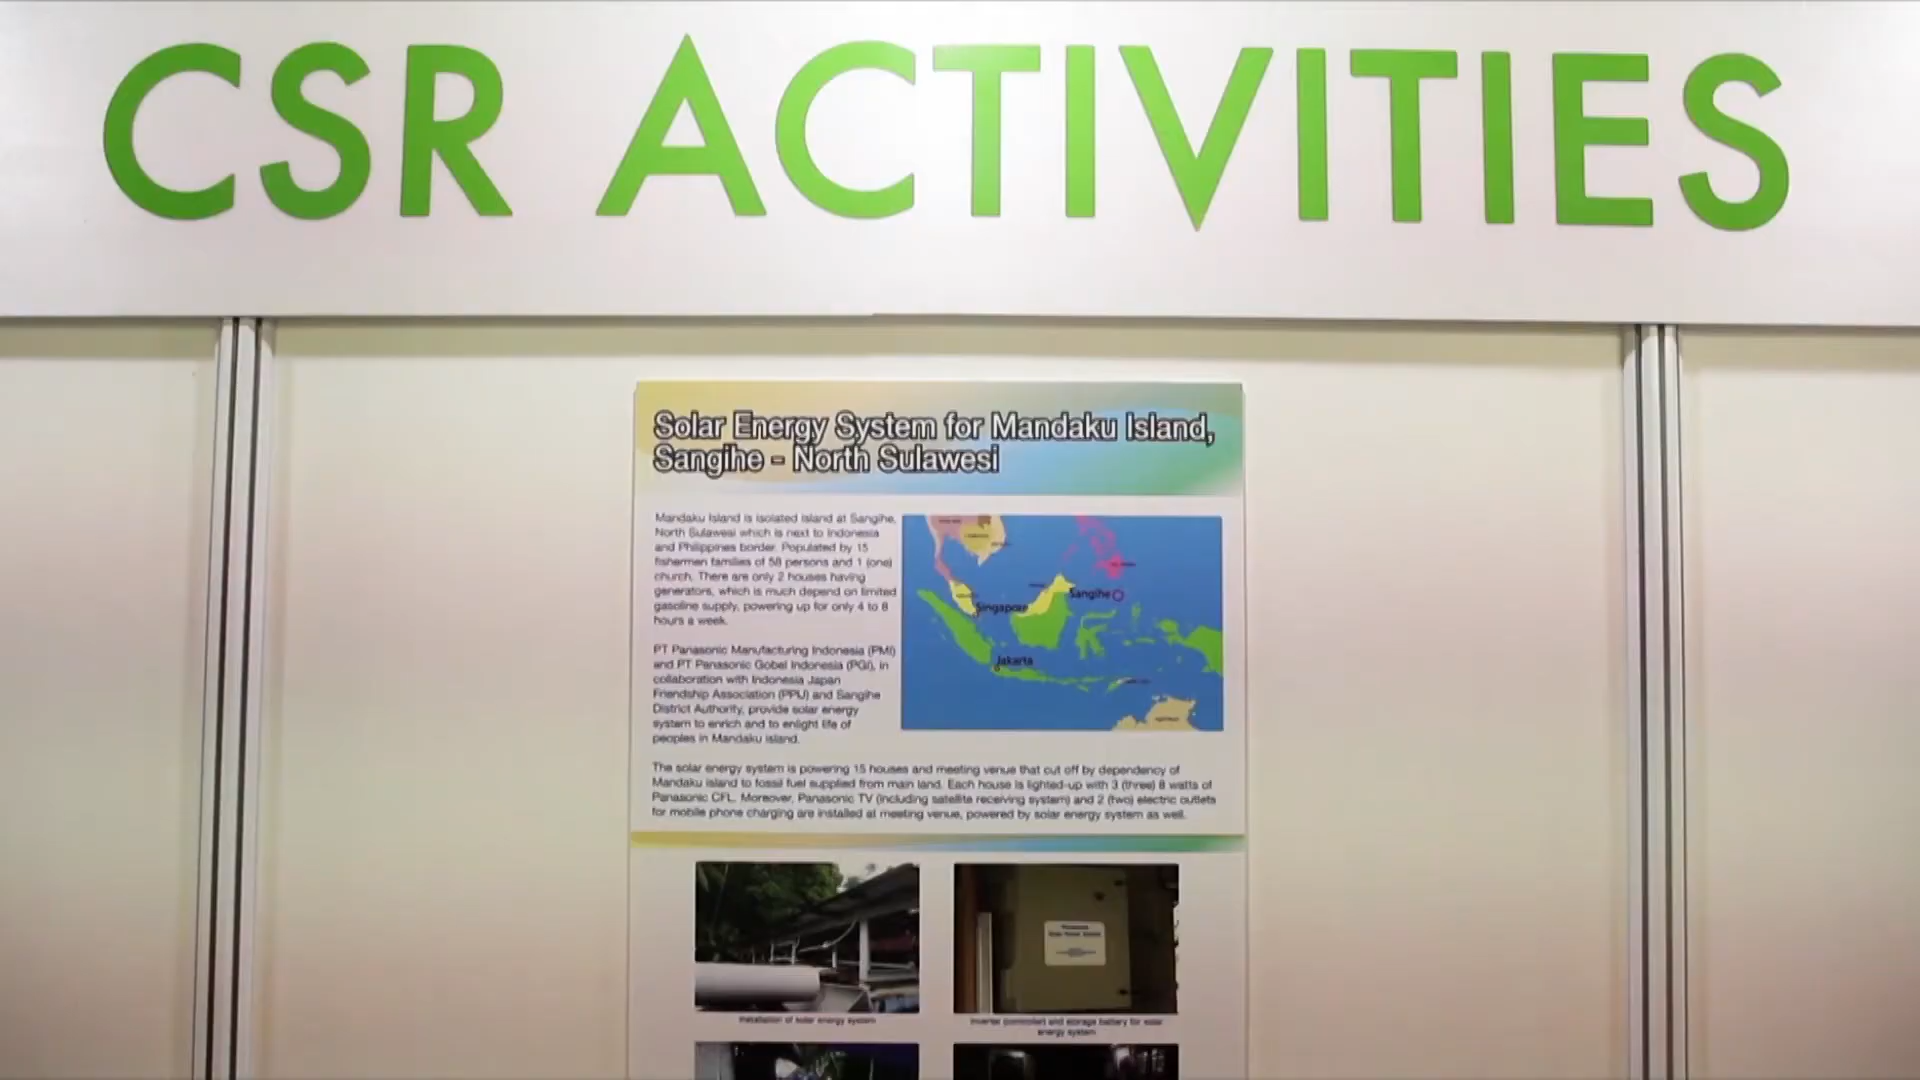 CSR ACTIVITIES
Solar Energy System for Mandaku Island,
Sangihe - North Sulawesi
Mandaku Island is isolated island at Sangihe,
North Sulawesi which is next to Indonesia
and Philippines border. Populated by 15
fishermen families of 58 persons and 1 (one)
church. There are only 2 houses having
generators, which is much depend on limited
gasoline supply, powering up for only 4 to 8
hours a week.
PT Panasonic Manufacturing Indonesia (PMI)
and PT Panasonic Gobel Indonesia (PGI), in
collaboration with Indonesia Japan
Friendship Association (PPIJ) and Sangihe
District Authority, provide solar energy
system to enrich and to enlight life of
peoples in Mandaku island.
Sangihe
Singapore
Jakarta
The solar energy system is powering 15 houses and meeting venue that cut off by dependency of
Mandaku island to fossil fuel supplied from main land. Each house is lighted-up with 3 (three) 8 watts of
Panasonic CFL. Moreover, Panasonic TV (including satellite receiving system) and 2 (two) electric outlets
for mobile phone charging are installed at meeting venue, powered by solar energy system as well.
Installation of solar energy system
Inverter (controller) and storage battery for solar
energy system